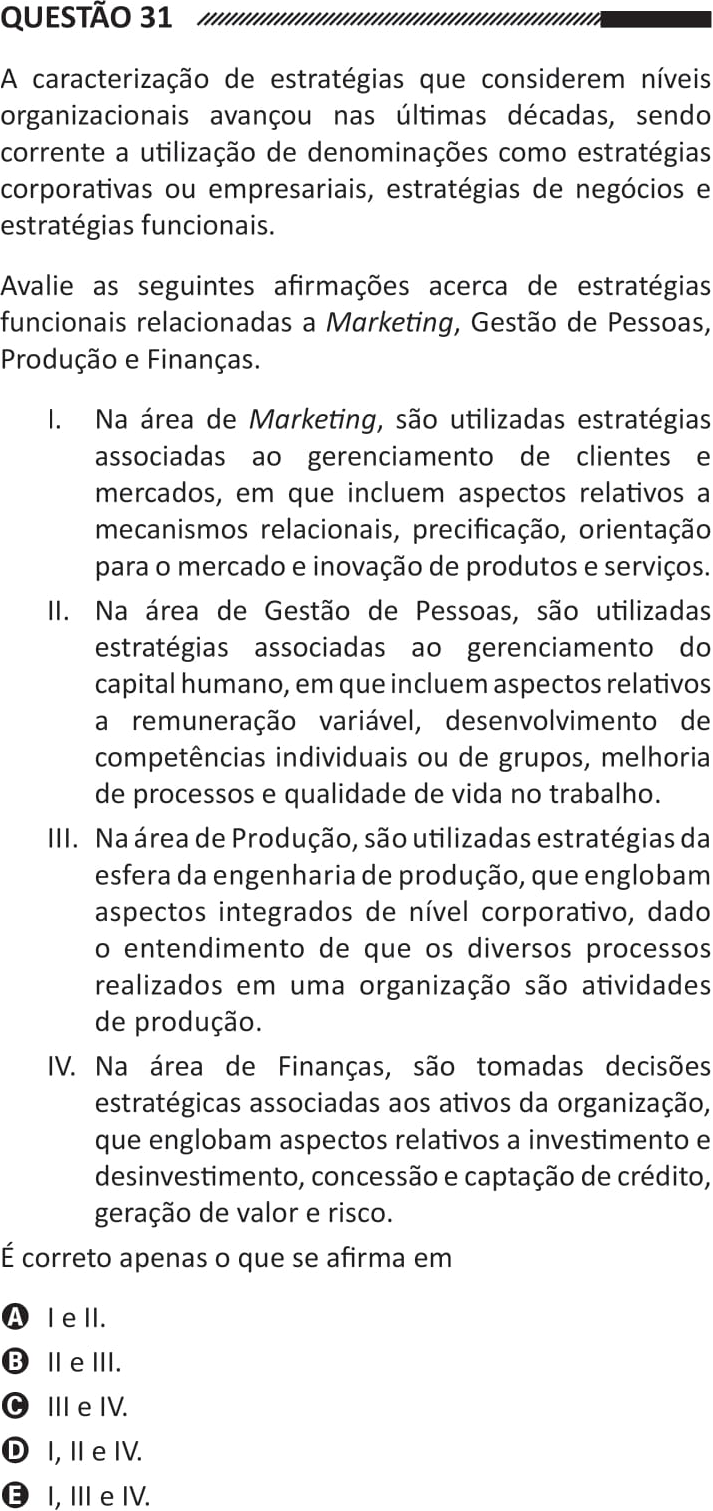 QUESTÃO 31
A caracterização de estratégias que considerem níveis
organizacionais avançou nas últimas décadas, sendo
corrente a utilização de denominações como estratégias
corporativas ou empresariais, estratégias de negócios e
estratégias funcionais.
Avalie as seguintes afirmações acerca de estratégias
funcionais relacionadas a Marketing, Gestão de Pessoas,
Produção e Finanças.
I. Na área de Marketing, são utilizadas estratégias
associadas ao gerenciamento de clientes e
mercados, em que incluem aspectos relativos a
mecanismos relacionais, precificação, orientação
para o mercado e inovação de produtos e serviços.
II. Na área de Gestão de Pessoas, são utilizadas
estratégias associadas ao gerenciamento do
capital humano, em que incluem aspectos relativos
a remuneração variável, desenvolvimento de
competências individuais ou de grupos, melhoria
de processos e qualidade de vida no trabalho.
III. Na área de Produção, são utilizadas estratégias da
esfera da engenharia de produção, que englobam
aspectos integrados de nível corporativo, dado
o entendimento de que os diversos processos
realizados em uma organização são atividades
de produção.
IV. Na área de Finanças, são tomadas decisões
estratégicas associadas aos ativos da organização,
que englobam aspectos relativos a investimento e
desinvestimento, concessão e captação de crédito,
geração de valor e risco.
É correto apenas o que se afirma em
A I e II.
B II e III.
C III e IV.
D I, II e IV.
E I, III e IV.